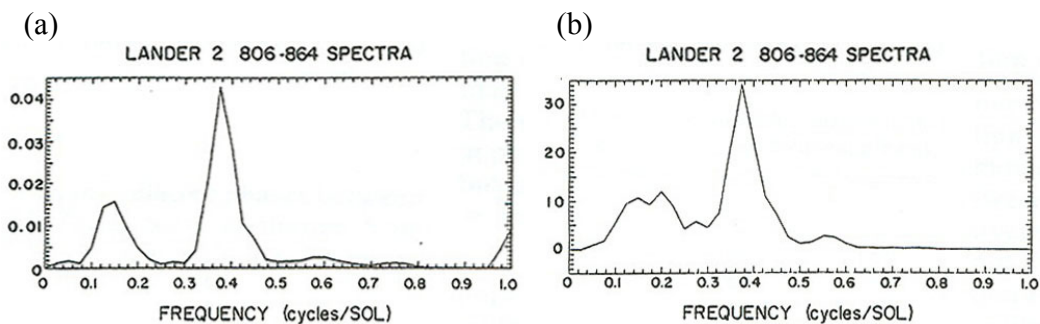 (a)
LANDER 2 806-864 SPECTRA
0.04
0.03
0.02
0.01
0
0 0.1 0.2 0.3 0.4 0.5 0.6 0.7 0.8 0.9 1.0
FREQUENCY (cycles/SOL)
(b)
LANDER 2 806-864 SPECTRA
30
20
10
0
0 0.1 0.2 0.3 0.4 0.5 0.6 0.7 0.8 0.9 1.0
FREQUENCY (cycles/SOL)